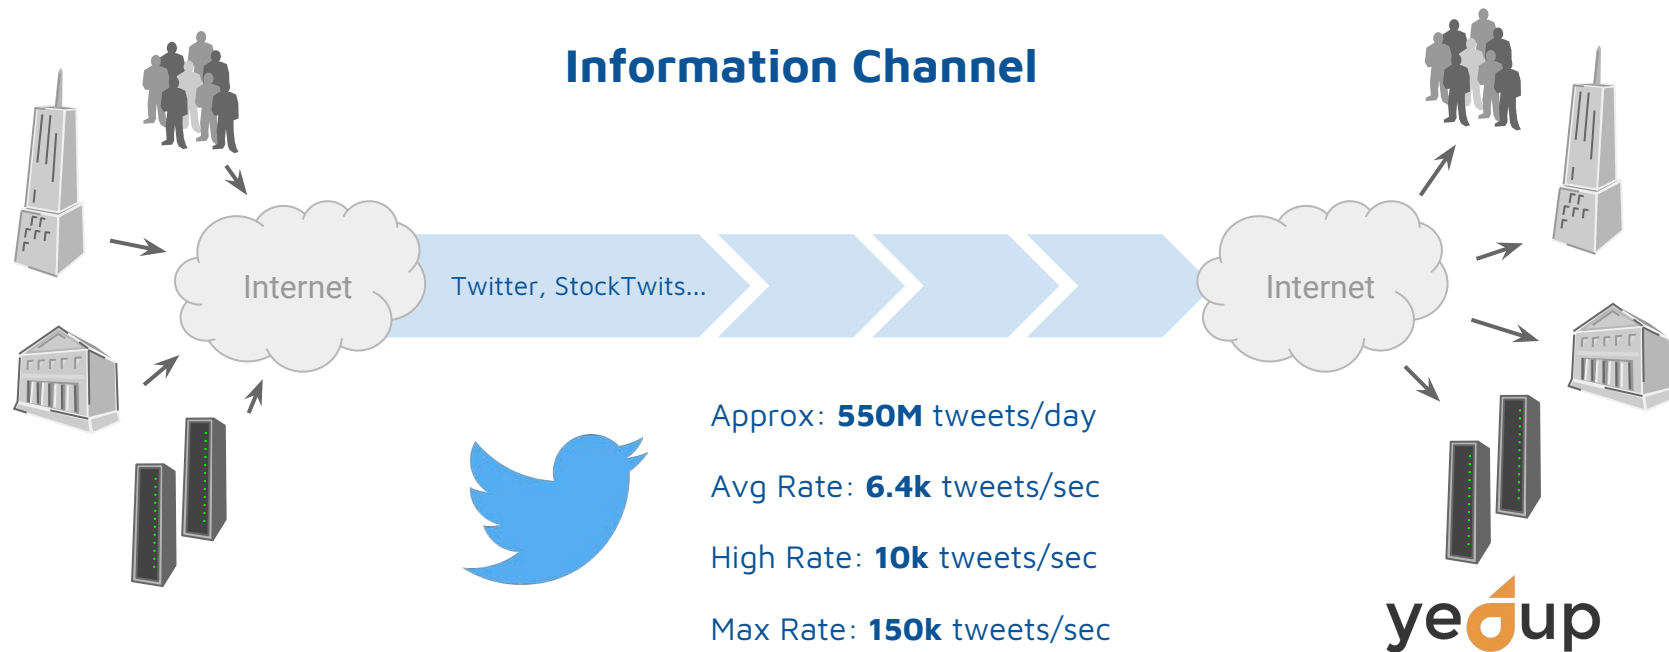 Information Channel
Internet
Twitter, StockTwits...
Internet
Approx: 550M tweets/day
Avg Rate: 6.4k tweets/sec
High Rate: 10k tweets/sec
Max Rate: 150k tweets/sec
yedup